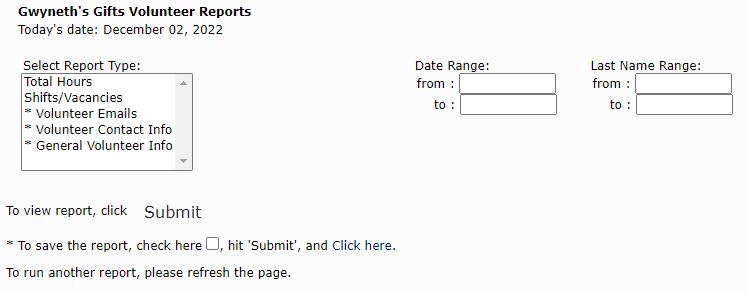 Gwyneth's Gifts Volunteer Reports
Today's date: December 02, 2022
Select Report Type:
Total Hours
Shifts/Vacancies
* Volunteer Emails
* Volunteer Contact Info
* General Volunteer Info
Date Range:
from :
to :
Last Name Range:
from :
to :
To view report, click Submit
* To save the report, check here , hit 'Submit', and Click here.
To run another report, please refresh the page.